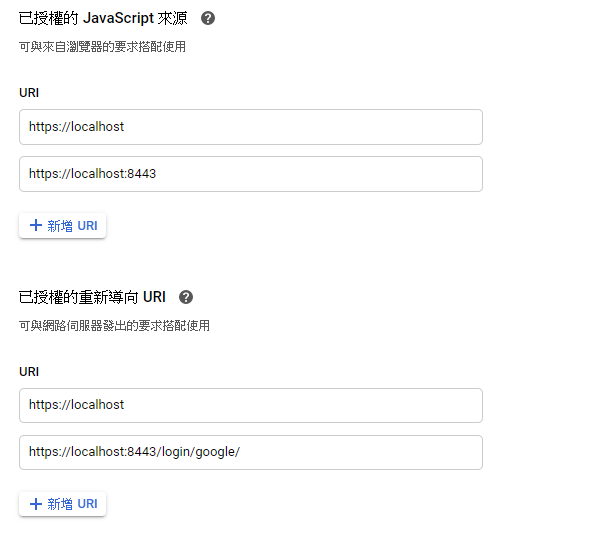 已授權的 JavaScript 來源
可與來自瀏覽器的要求搭配使用
URI
https://localhost
https://localhost:8443
+ 新增 URI
已授權的重新導向 URI
可與網路伺服器發出的要求搭配使用
URI
https://localhost
https://localhost:8443/login/google/
+ 新增 URI